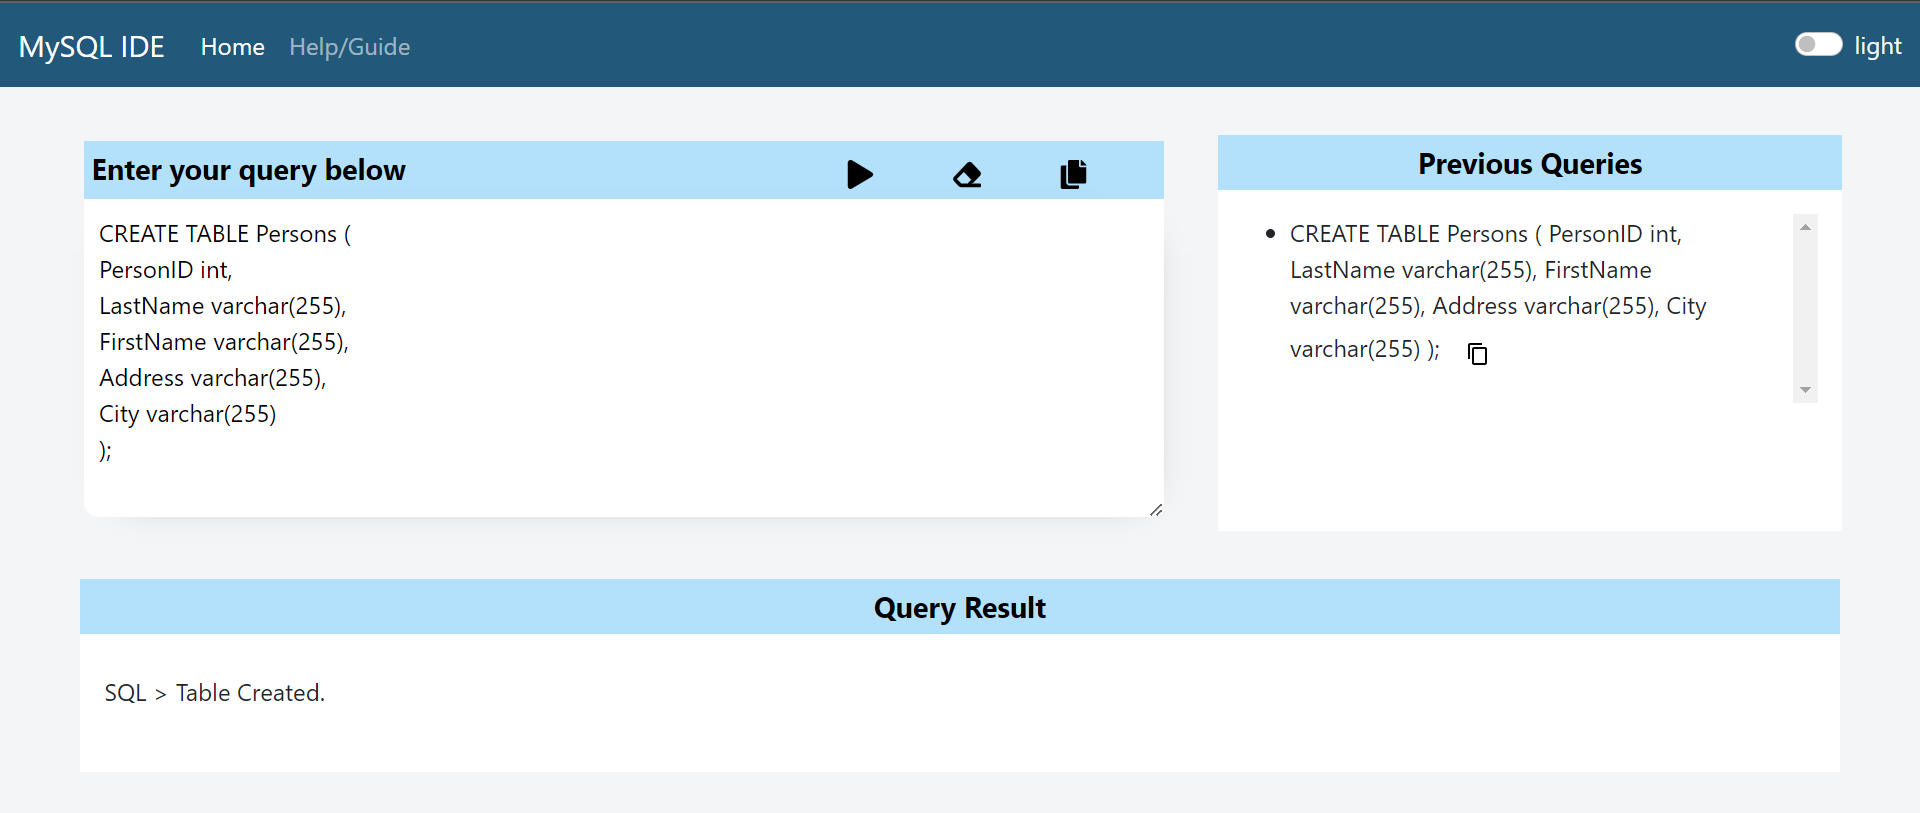 MySQL IDE Home Help/Guide light
Enter your query below
CREATE TABLE Persons (
PersonID int,
LastName varchar(255),
FirstName varchar(255),
Address varchar(255),
City varchar(255)
);
Previous Queries
CREATE TABLE Persons ( PersonID int,
LastName varchar(255), FirstName
varchar(255), Address varchar(255), City
varchar(255) );
Query Result
SQL > Table Created.